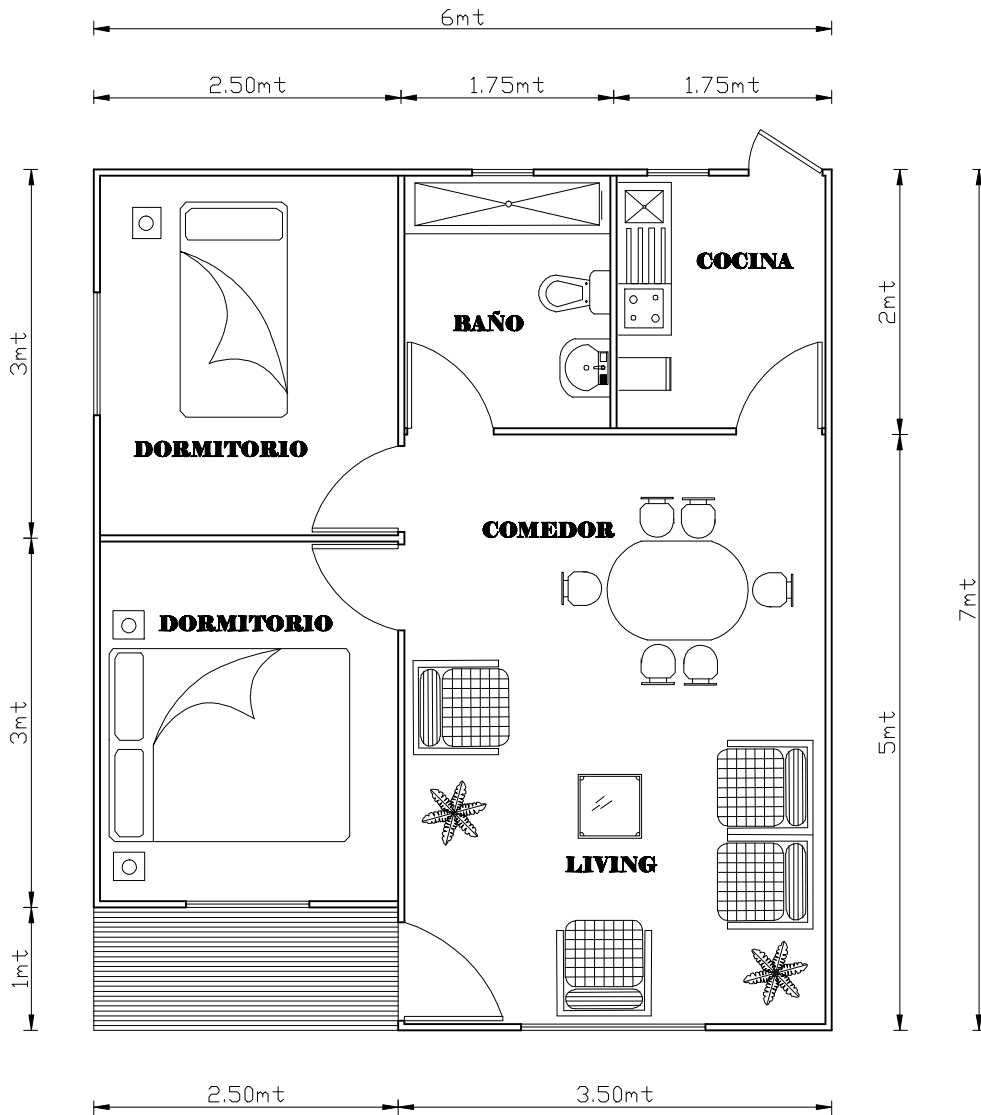 6mt
2.50mt
1.75mt
1.75mt
COCINA
2mt
BAÑO
3mt
DORMITORIO
COMEDOR
7mt
DORMITORIO
3mt
5mt
LIVING
1mt
2.50mt
3.50mt